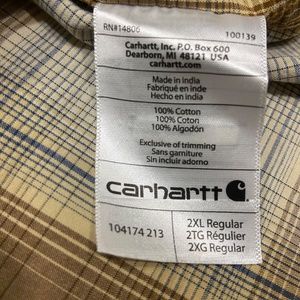 RN#14806 100139
Carhartt, Inc. P.O. Box 600
Dearborn, MI 48121 USA
carhartt.com
Made in India
Fabriqué en inde
Hecho en india
100% Cotton
100% Cotton
100% Algodón
Exclusive of trimming
Sans garniture
Sin incluir aderezo
carhartt
104174 213
2XL Regular
2TG Régulier
2XG Regular